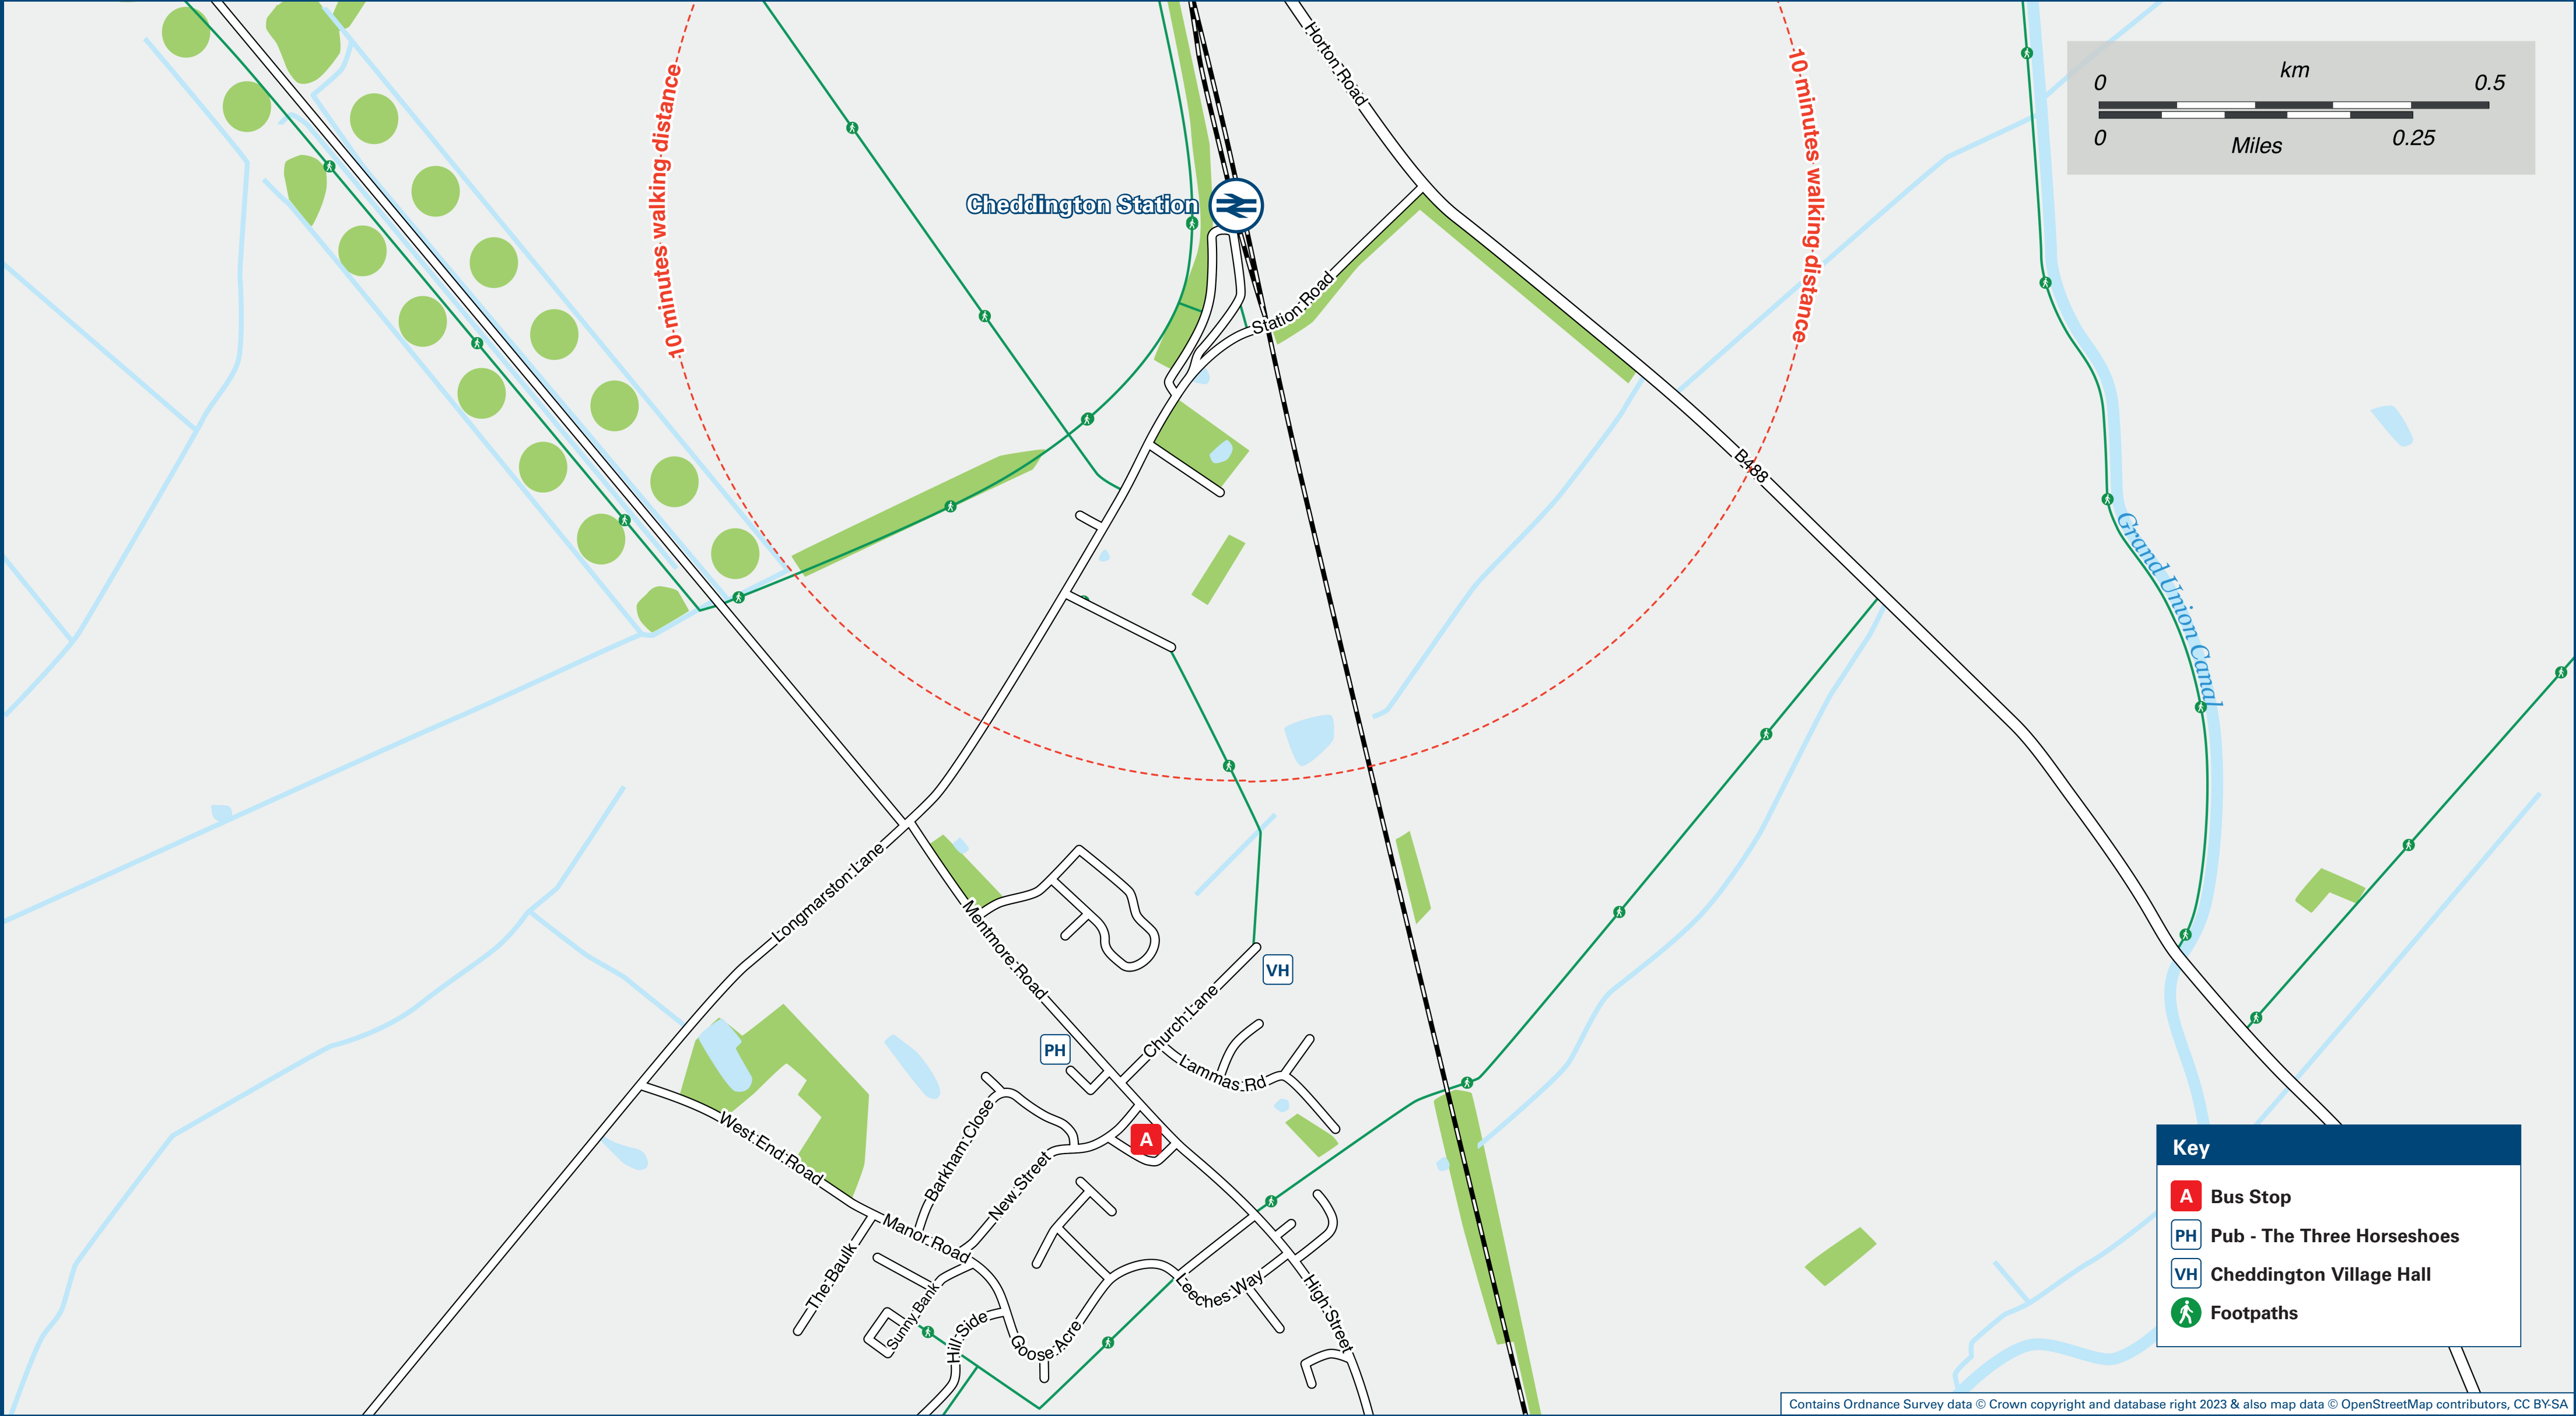 Horton Road
km
0
0.5
0
0.25
Miles
10 minutes walking distance
10 minutes walking distance
Cheddington Station
Station Road
B488
Grand Union Canal
Longmarston Lane
Mentmore Road
VH
Church Lane
PH
Lammas Rd
A
West End Road
Barkham Close
New Street
Manor Road
The Baulk
Sunny Bank
Hill Side
Goose Acre
Leeches Way
High Street
Key
A Bus Stop
PH Pub - The Three Horseshoes
VH Cheddington Village Hall
Footpaths
Contains Ordnance Survey data © Crown copyright and database right 2023 & also map data © OpenStreetMap contributors, CC BY-SA